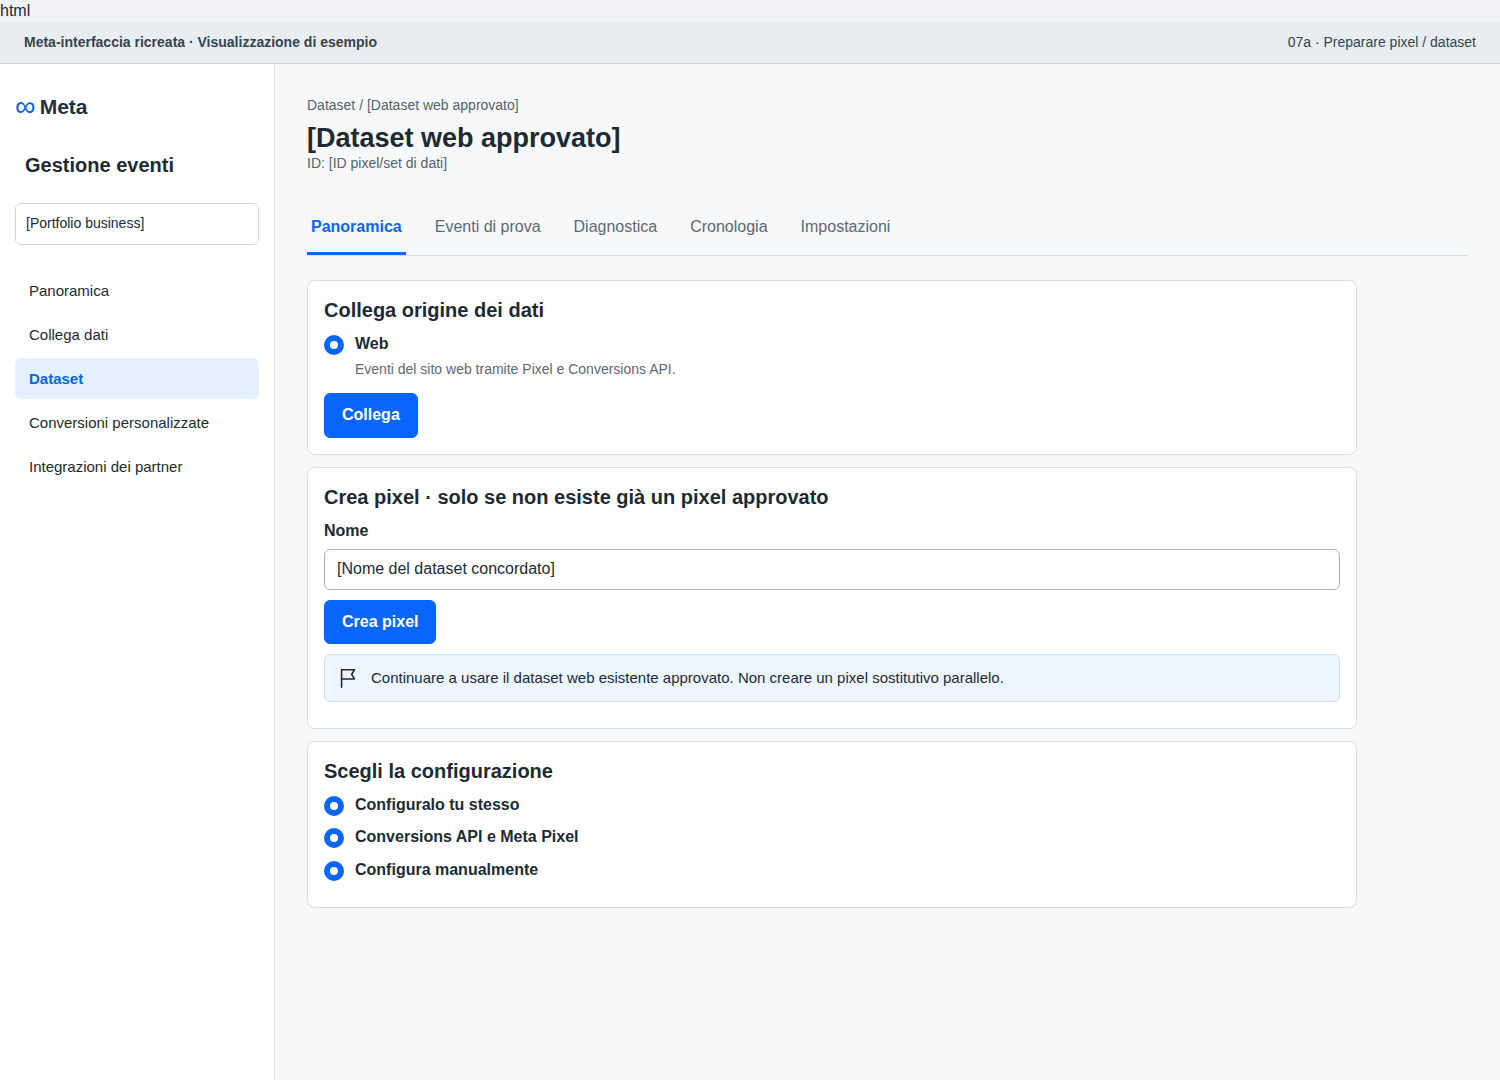 html
Meta-interfaccia ricreata · Visualizzazione di esempio
07a · Preparare pixel / dataset
Meta
Gestione eventi
[Portfolio business]
Panoramica
Collega dati
Dataset
Conversioni personalizzate
Integrazioni dei partner
Dataset / [Dataset web approvato]
[Dataset web approvato]
ID: [ID pixel/set di dati]
Panoramica Eventi di prova Diagnostica Cronologia Impostazioni
Collega origine dei dati
Web
Eventi del sito web tramite Pixel e Conversions API.
Collega
Crea pixel · solo se non esiste già un pixel approvato
Nome
[Nome del dataset concordato]
Crea pixel
Continuare a usare il dataset web esistente approvato. Non creare un pixel sostitutivo parallelo.
Scegli la configurazione
Configuralo tu stesso
Conversions API e Meta Pixel
Configura manualmente